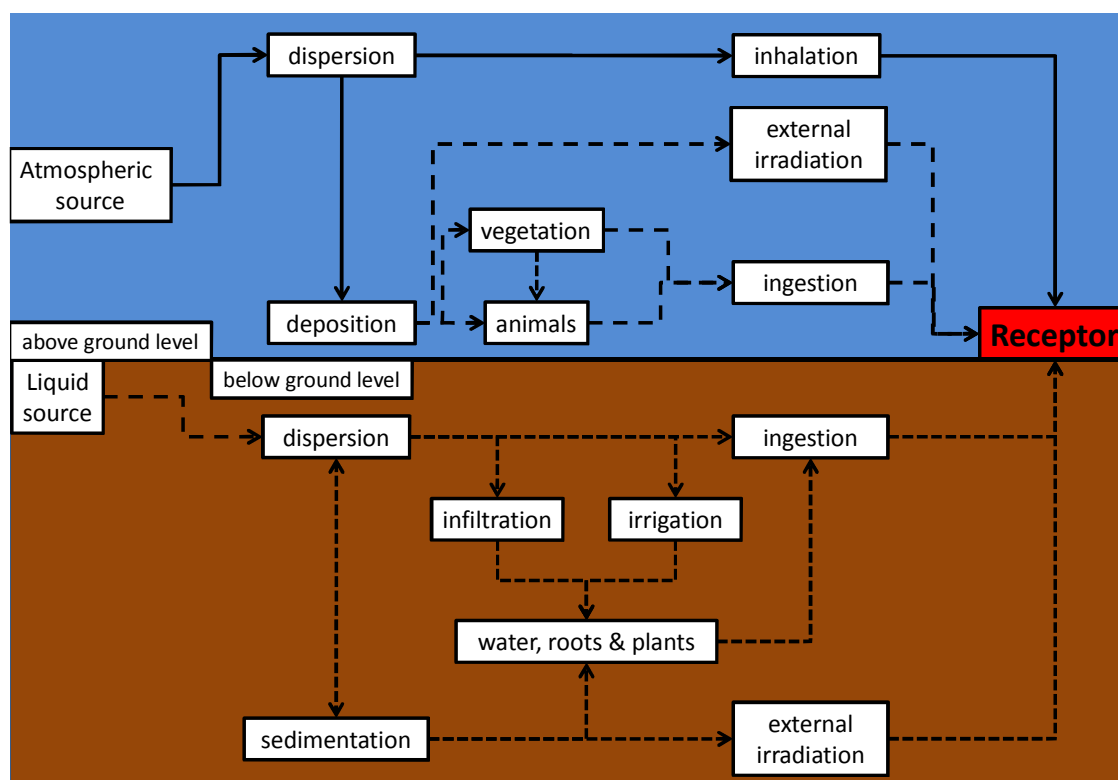 dispersion
inhalation
external
irradiation
Atmospheric
source
vegetation
ingestion
deposition
animals
Receptor
above ground level
below ground level
Liquid
source
dispersion
ingestion
infiltration
irrigation
water, roots & plants
sedimentation
external
irradiation